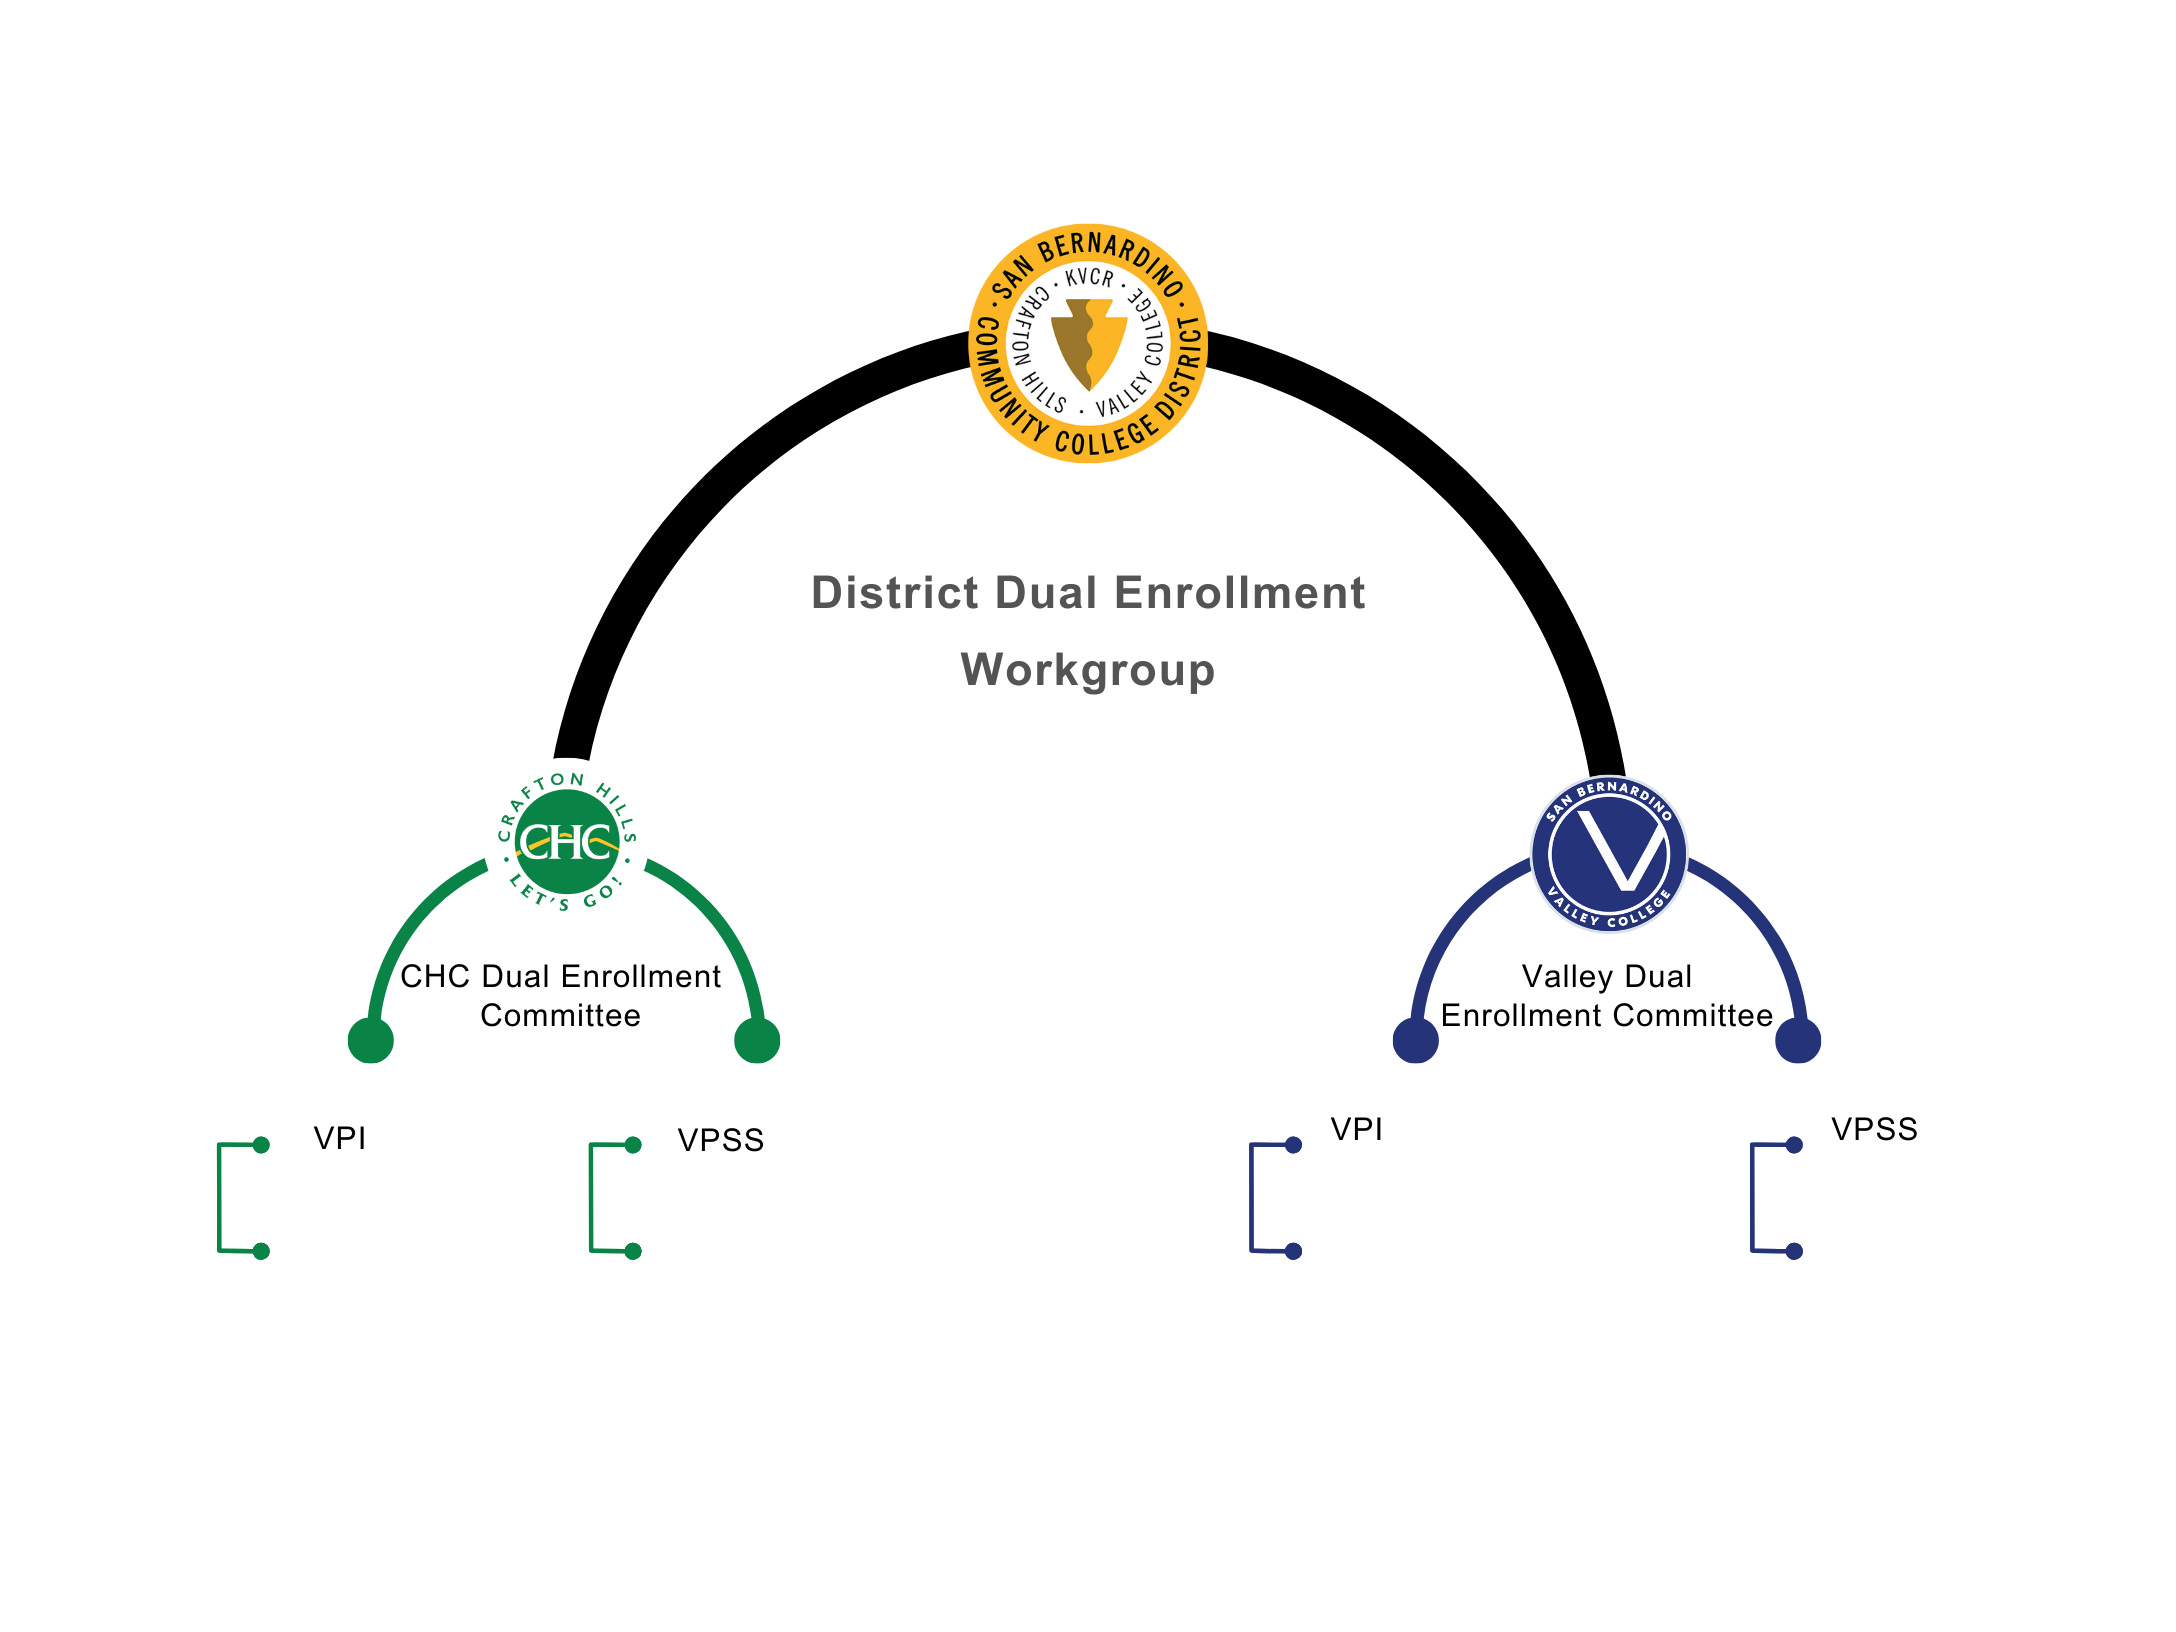 · SAN BERNARDINO ·
COMMUNITY COLLEGE DISTRICT
· KVCR ·
CRAFTON HILLS · VALLEY COLLEGE
District Dual Enrollment
Workgroup
· CRAFTON HILLS ·
CHC
LET'S GO!
CHC Dual Enrollment
Committee
SAN BERNARDINO
V
VALLEY COLLEGE
Valley Dual
Enrollment Committee
VPI
VPSS
VPI
VPSS